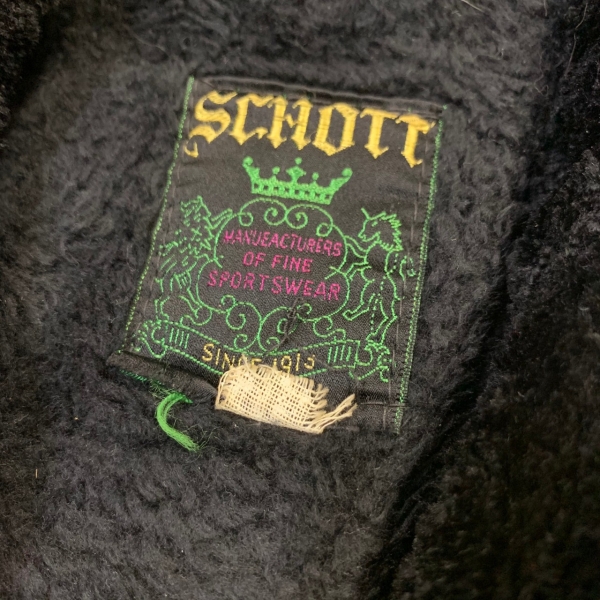 SCHOTT
MANUFACTURERS
OF FINE
SPORTSWEAR
SINCE 1913